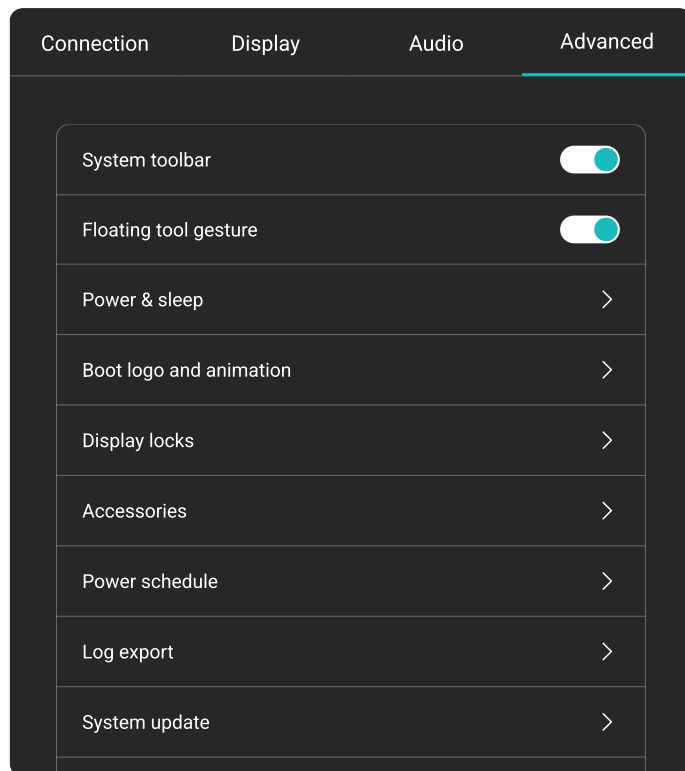 Connection Display Audio Advanced
System toolbar
Floating tool gesture
Power & sleep
Boot logo and animation
Display locks
Accessories
Power schedule
Log export
System update